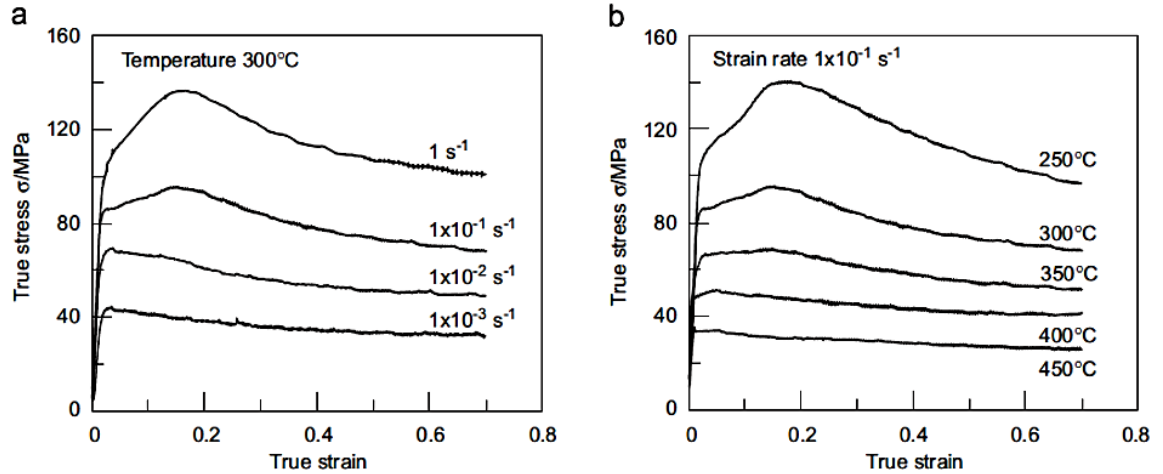 a
160
120
80
40
0
True stress σ/MPa
Temperature 300°C
1 s⁻¹
1x10⁻¹ s⁻¹
1x10⁻² s⁻¹
1x10⁻³ s⁻¹
0 0.2 0.4 0.6 0.8
True strain
b
160
120
80
40
0
True stress σ/MPa
Strain rate 1x10⁻¹ s⁻¹
250°C
300°C
350°C
400°C
450°C
0 0.2 0.4 0.6 0.8
True strain